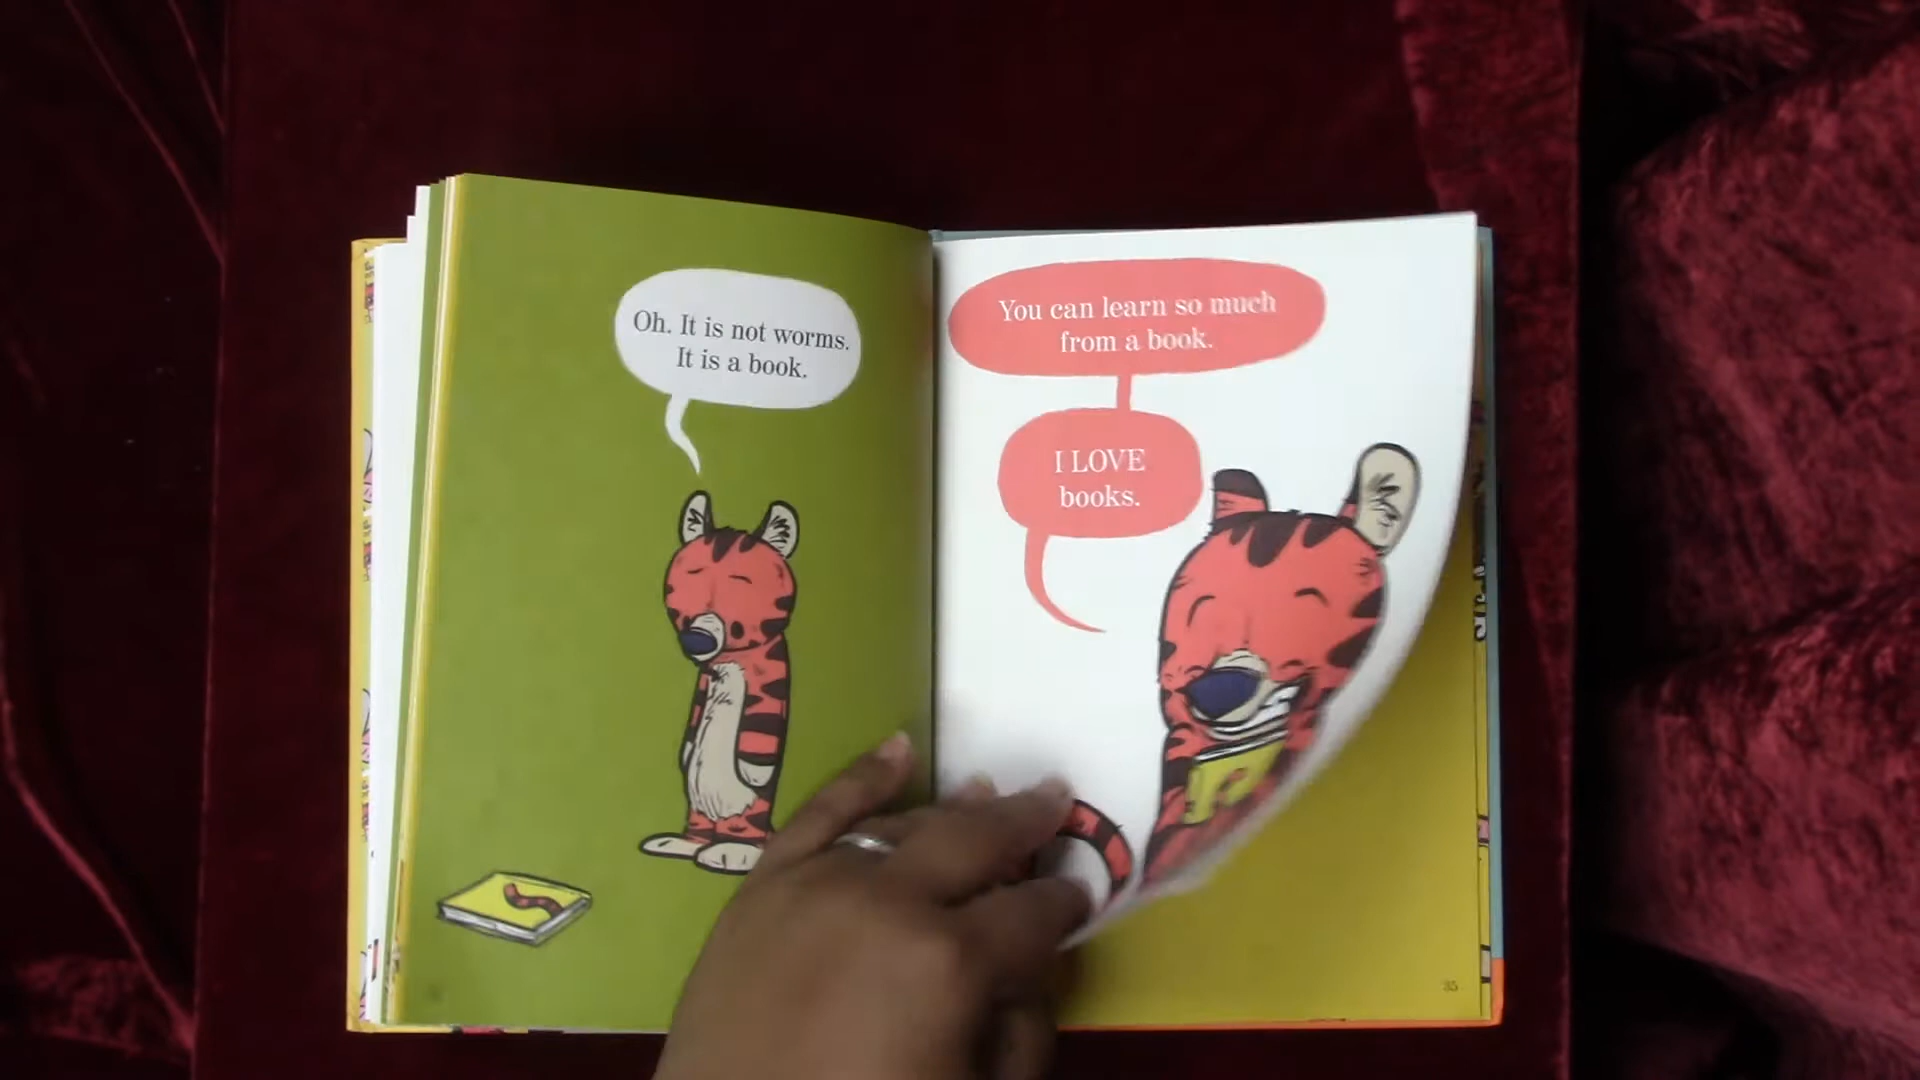 Oh. It is not worms.
It is a book.
You can learn so much
from a book.
I LOVE
books.
35